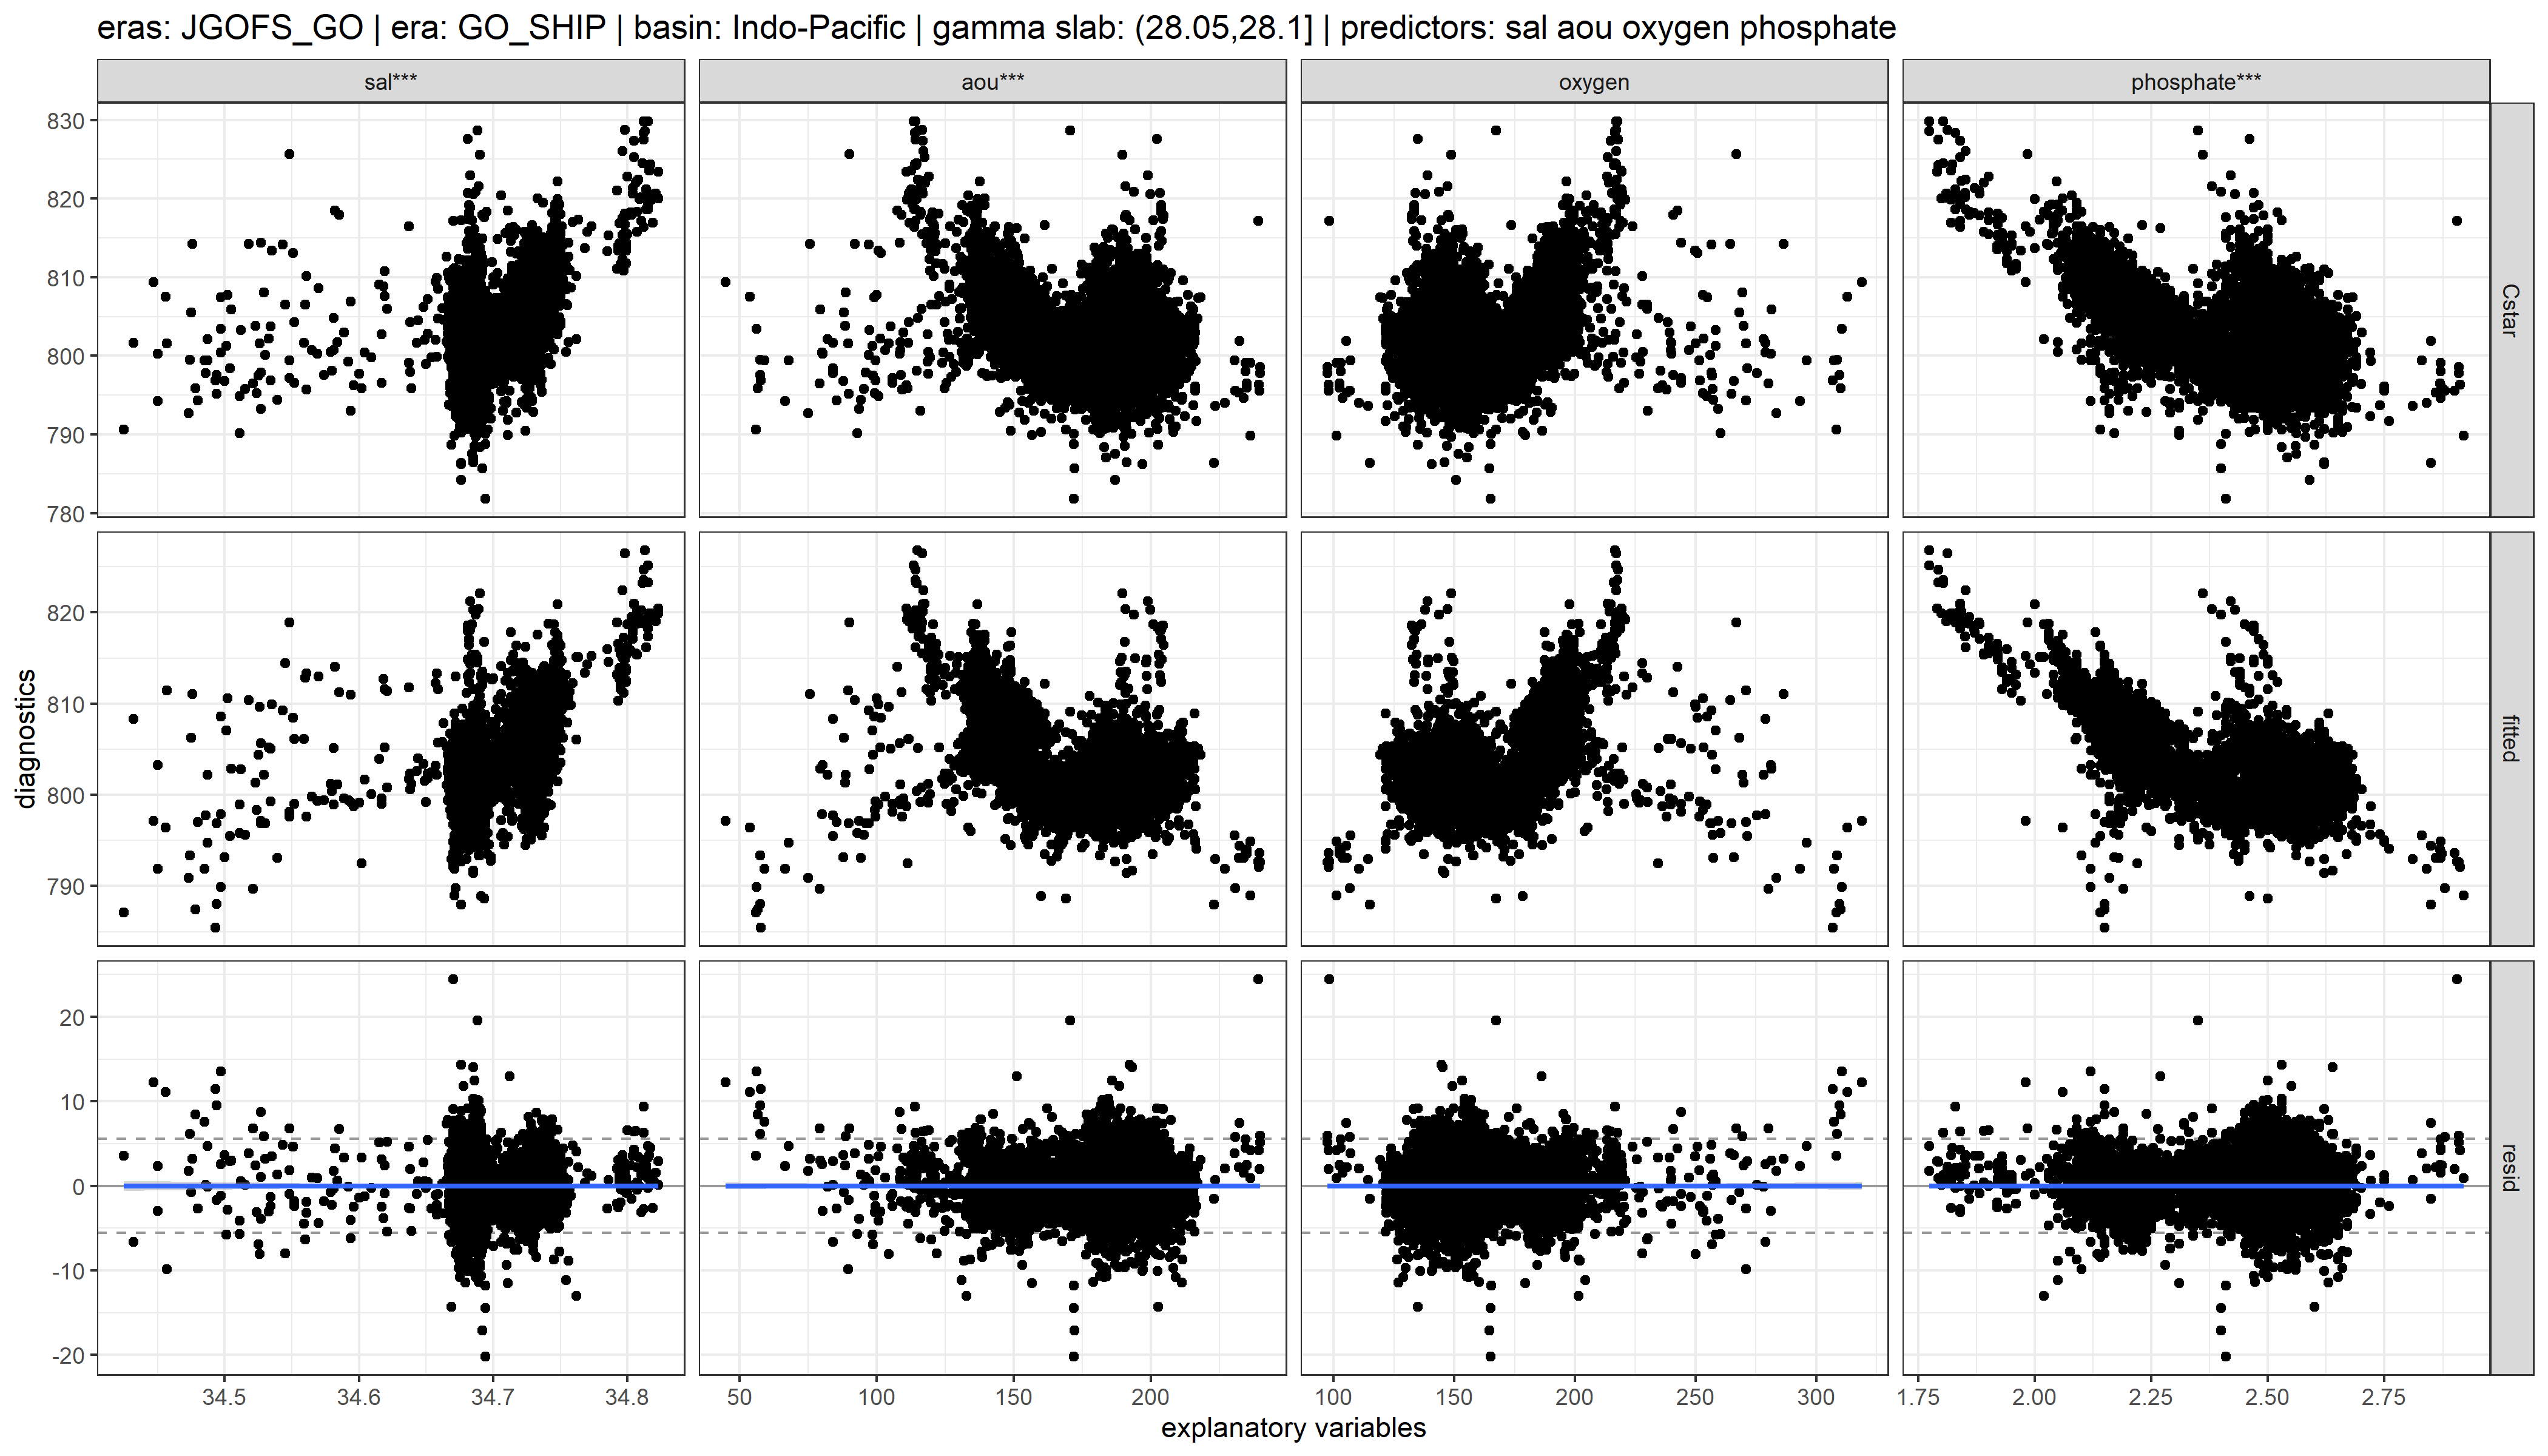 eras: JGOFS_GO | era: GO_SHIP | basin: Indo-Pacific | gamma slab: (28.05,28.1] | predictors: sal aou oxygen phosphate
sal*** aou*** oxygen phosphate***
830
820
810
800
790
780
Cstar
820
810
800
790
fitted
20
10
0
-10
-20
resid
diagnostics
34.5 34.6 34.7 34.8 50 100 150 200 100 150 200 250 300 1.75 2.00 2.25 2.50 2.75
explanatory variables